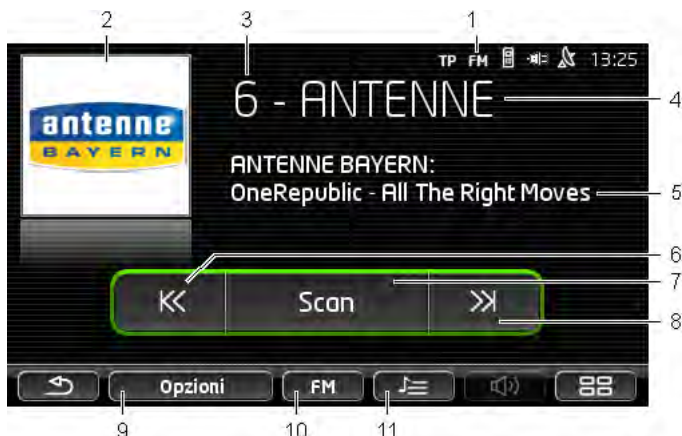 2 3 1
TP FM 13:25
6 - ANTENNE 4
antenne
BAYERN
ANTENNE BAYERN:
OneRepublic - All The Right Moves 5
6
7
Scan
8
Opzioni FM
9 10 11